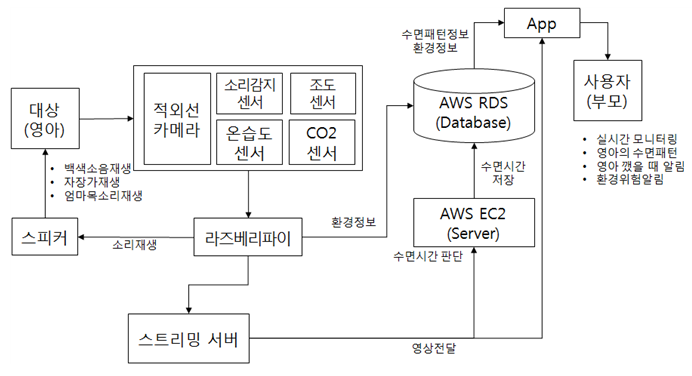 수면패턴정보
환경정보
App
대상
(영아)
적외선
카메라
소리감지
센서
조도
센서
온습도
센서
CO2
센서
AWS RDS
(Database)
사용자
(부모)
• 실시간 모니터링
• 영아의 수면패턴
• 영아 깼을 때 알림
• 환경위험알림
• 백색소음재생
• 자장가재생
• 엄마목소리재생
수면시간
저장
스피커
소리재생
라즈베리파이
환경정보
AWS EC2
(Server)
수면시간 판단
스트리밍 서버
영상전달